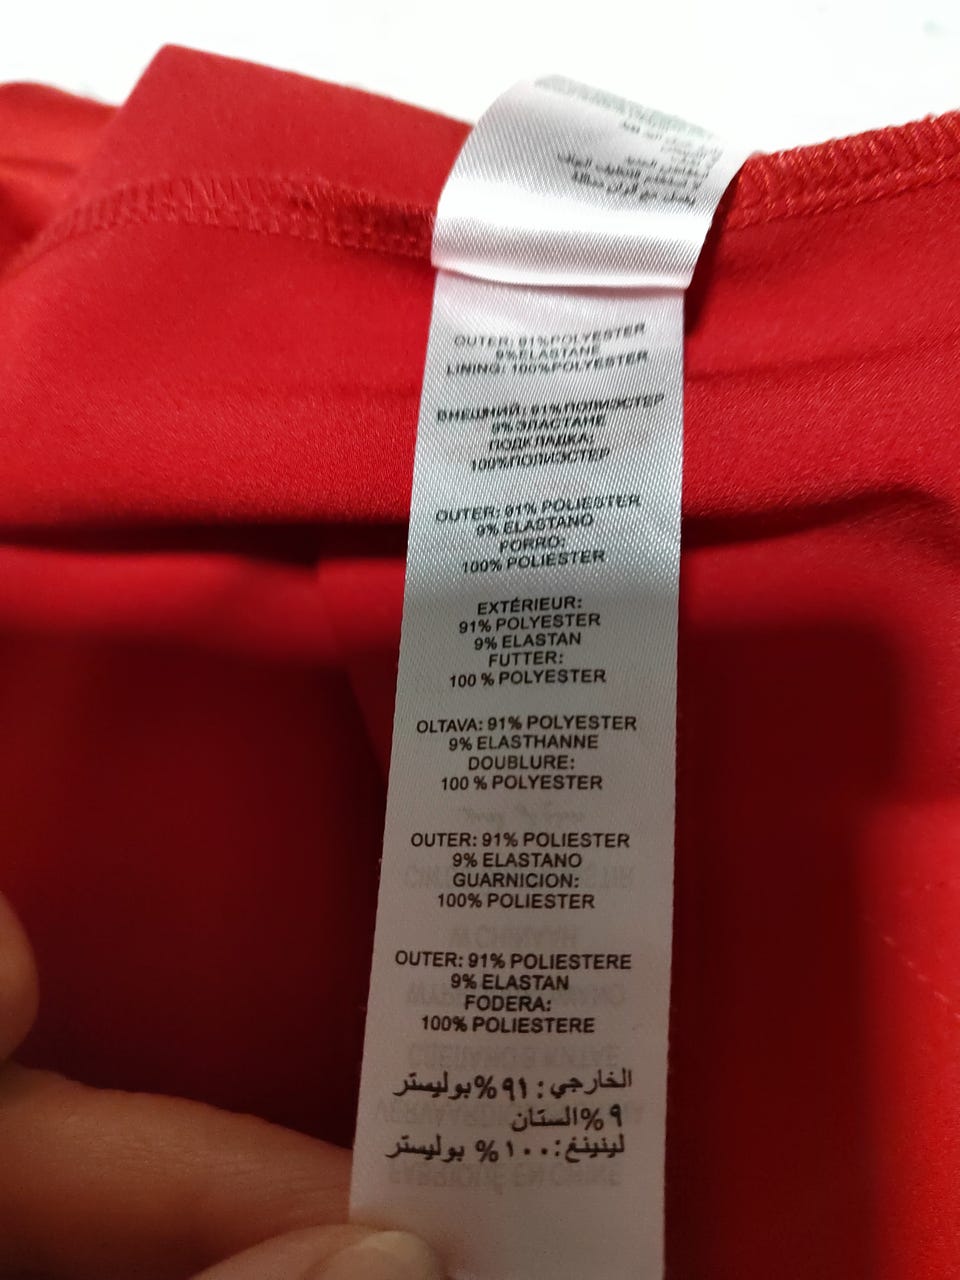 OUTER: 91%POLYESTER
9%ELASTANE
LINING: 100%POLYESTER
ВНЕШНИЙ: 91%ПОЛИЭСТЕР
9%ЭЛАСТАНЕ
ПОДКЛАДКА:
100%ПОЛИЭСТЕР
OUTER: 91% POLIESTER
9% ELASTANO
FORRO:
100% POLIESTER
EXTÉRIEUR:
91% POLYESTER
9% ELASTAN
FUTTER:
100 % POLYESTER
OLTAVA: 91% POLYESTER
9% ELASTHANNE
DOUBLURE:
100 % POLYESTER
OUTER: 91% POLIESTER
9% ELASTANO
GUARNICION:
100% POLIESTER
OUTER: 91% POLIESTERE
9% ELASTAN
FODERA:
100% POLIESTERE
الخارجي: ٩١ %بوليستر
٩ %الستان
لينينغ: ١٠٠% بوليستر